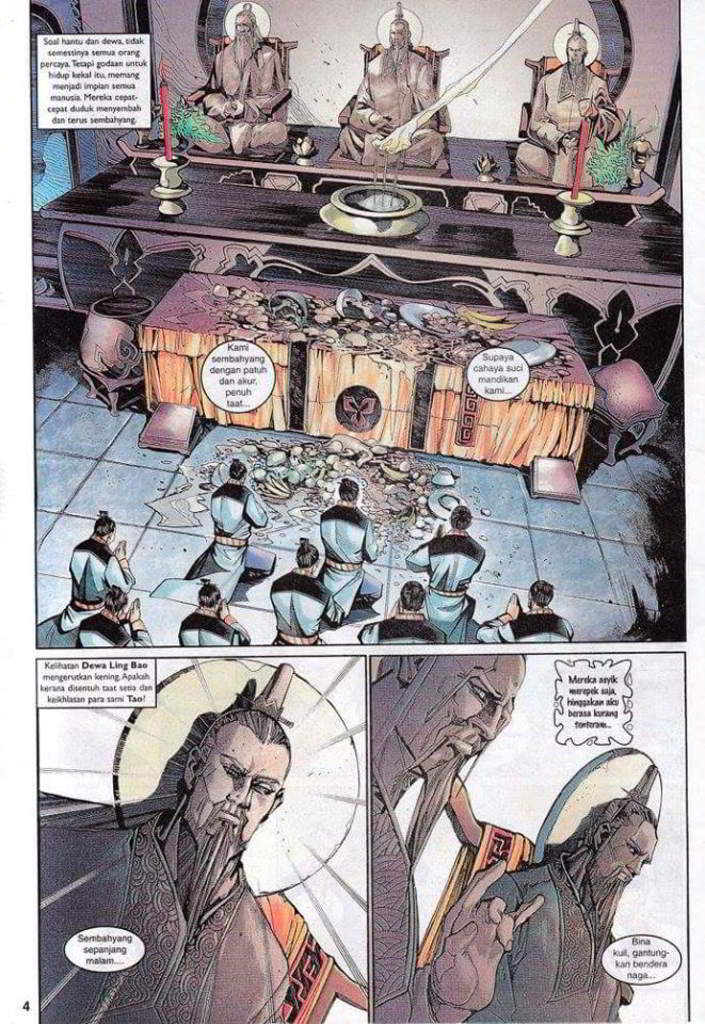 Soal hantu dan dewa, tidak
semestinya semua orang
percaya. Tetapi godaan untuk
hidup kekal itu, memang
menjadi impian semua
manusia. Mereka cepat-
cepat duduk menyembah
dan terus sembahyang.
Kami
sembahyang
dengan patuh
dan akur,
penuh
taat...
Supaya
cahaya suci
mandikan
kami...
Kelihatan Dewa Ling Bao
mengerutkan kening. Apakah
kerana disentuh taat setia dan
keikhlatan para sami Tao?
Sembahyang
sepanjang
malam....
Mereka asyik
merepek saja,
hinggakan aku
berasa kurang
tenteram...
Bina
kuil, gantung-
kan bendera
naga...
4